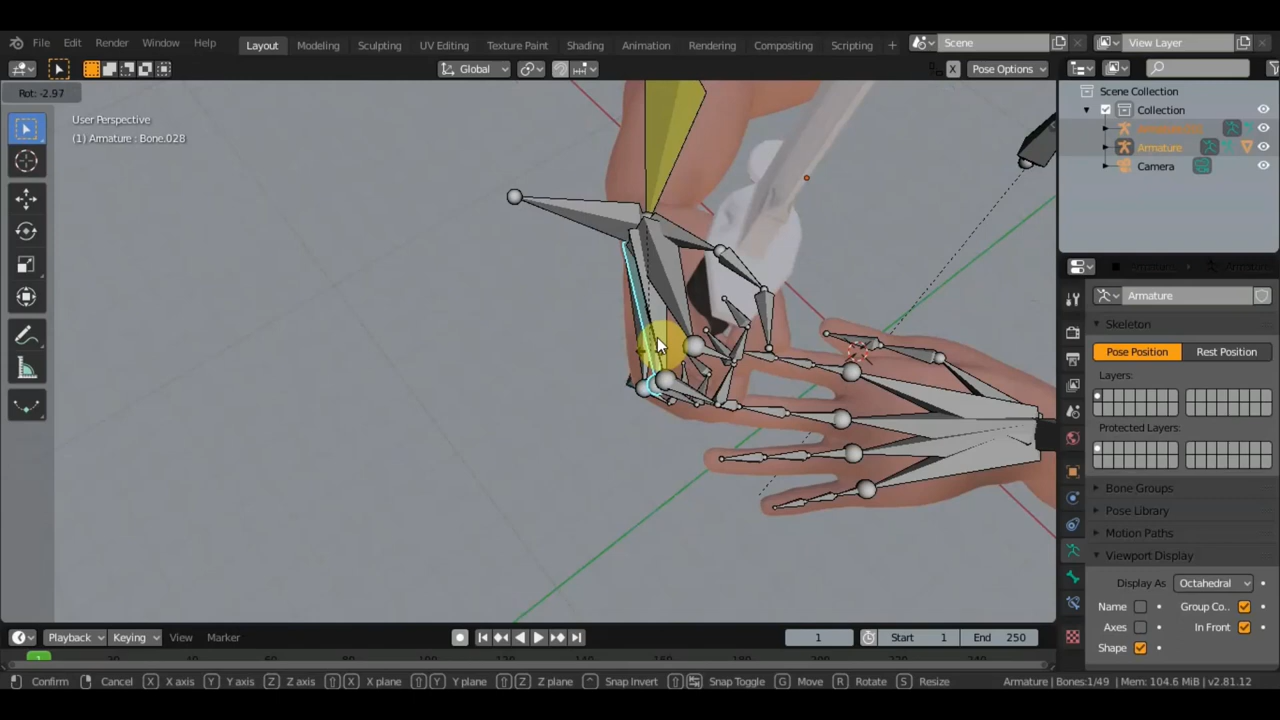 File Edit Render Window Help Layout Modeling Sculpting UV Editing Texture Paint Shading Animation Rendering Compositing Scripting + Scene View Layer
Global X Pose Options
Rot: -2.97
User Perspective
(1) Armature : Bone.028
Scene Collection
Collection
Armature
Camera
Armature
Skeleton
Pose Position Rest Position
Layers:
Protected Layers:
Bone Groups
Pose Library
Motion Paths
Viewport Display
Display As Octahedral
Name Group Co..
Axes In Front
Shape
Playback Keying View Marker 1 Start 1 End 250
1
Confirm Cancel X X axis Y Y axis Z Z axis X X plane Y Y plane Z Z plane ^ Snap Invert Snap Toggle G Move R Rotate S Resize Armature | Bones:1/49 | Mem: 104.6 MiB | v2.81.12